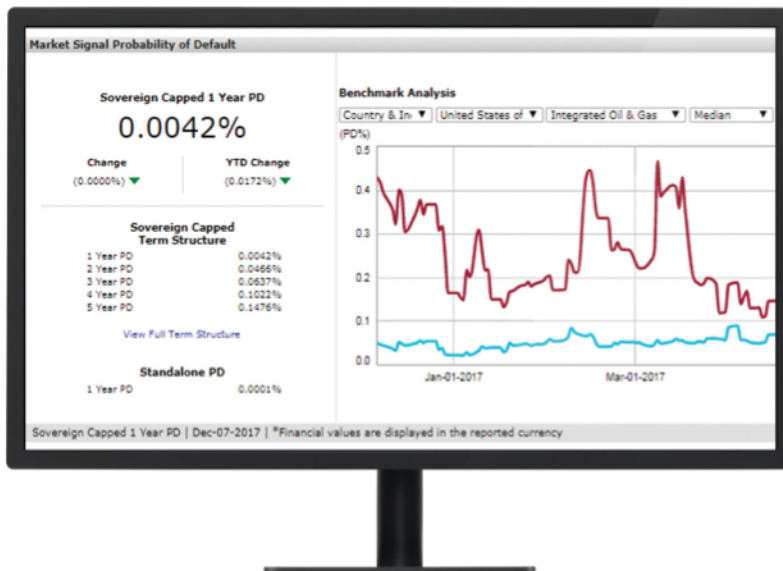 Market Signal Probability of Default
Sovereign Capped 1 Year PD
0.0042%
Change
YTD Change
(0.0000%)
(0.0172%)
Sovereign Capped
Term Structure
1 Year PD 0.0042%
2 Year PD 0.0466%
3 Year PD 0.0637%
4 Year PD 0.1022%
5 Year PD 0.1476%
View Full Term Structure
Standalone PD
1 Year PD 0.0001%
Benchmark Analysis
Country & In
United States of
Integrated Oil & Gas
Median
(PD%)
0.5
0.4
0.3
0.2
0.1
0.0
Jan-01-2017
Mar-01-2017
Sovereign Capped 1 Year PD | Dec-07-2017 | *Financial values are displayed in the reported currency